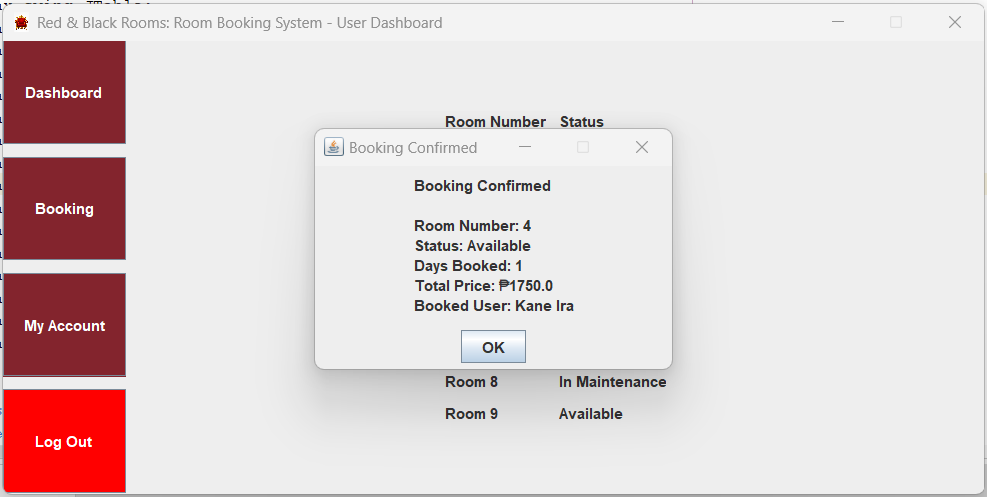 Red & Black Rooms: Room Booking System - User Dashboard
Dashboard
Booking
My Account
Log Out
Room Number Status
Booking Confirmed
Booking Confirmed
Room Number: 4
Status: Available
Days Booked: 1
Total Price: ₱1750.0
Booked User: Kane Ira
OK
Room 8 In Maintenance
Room 9 Available